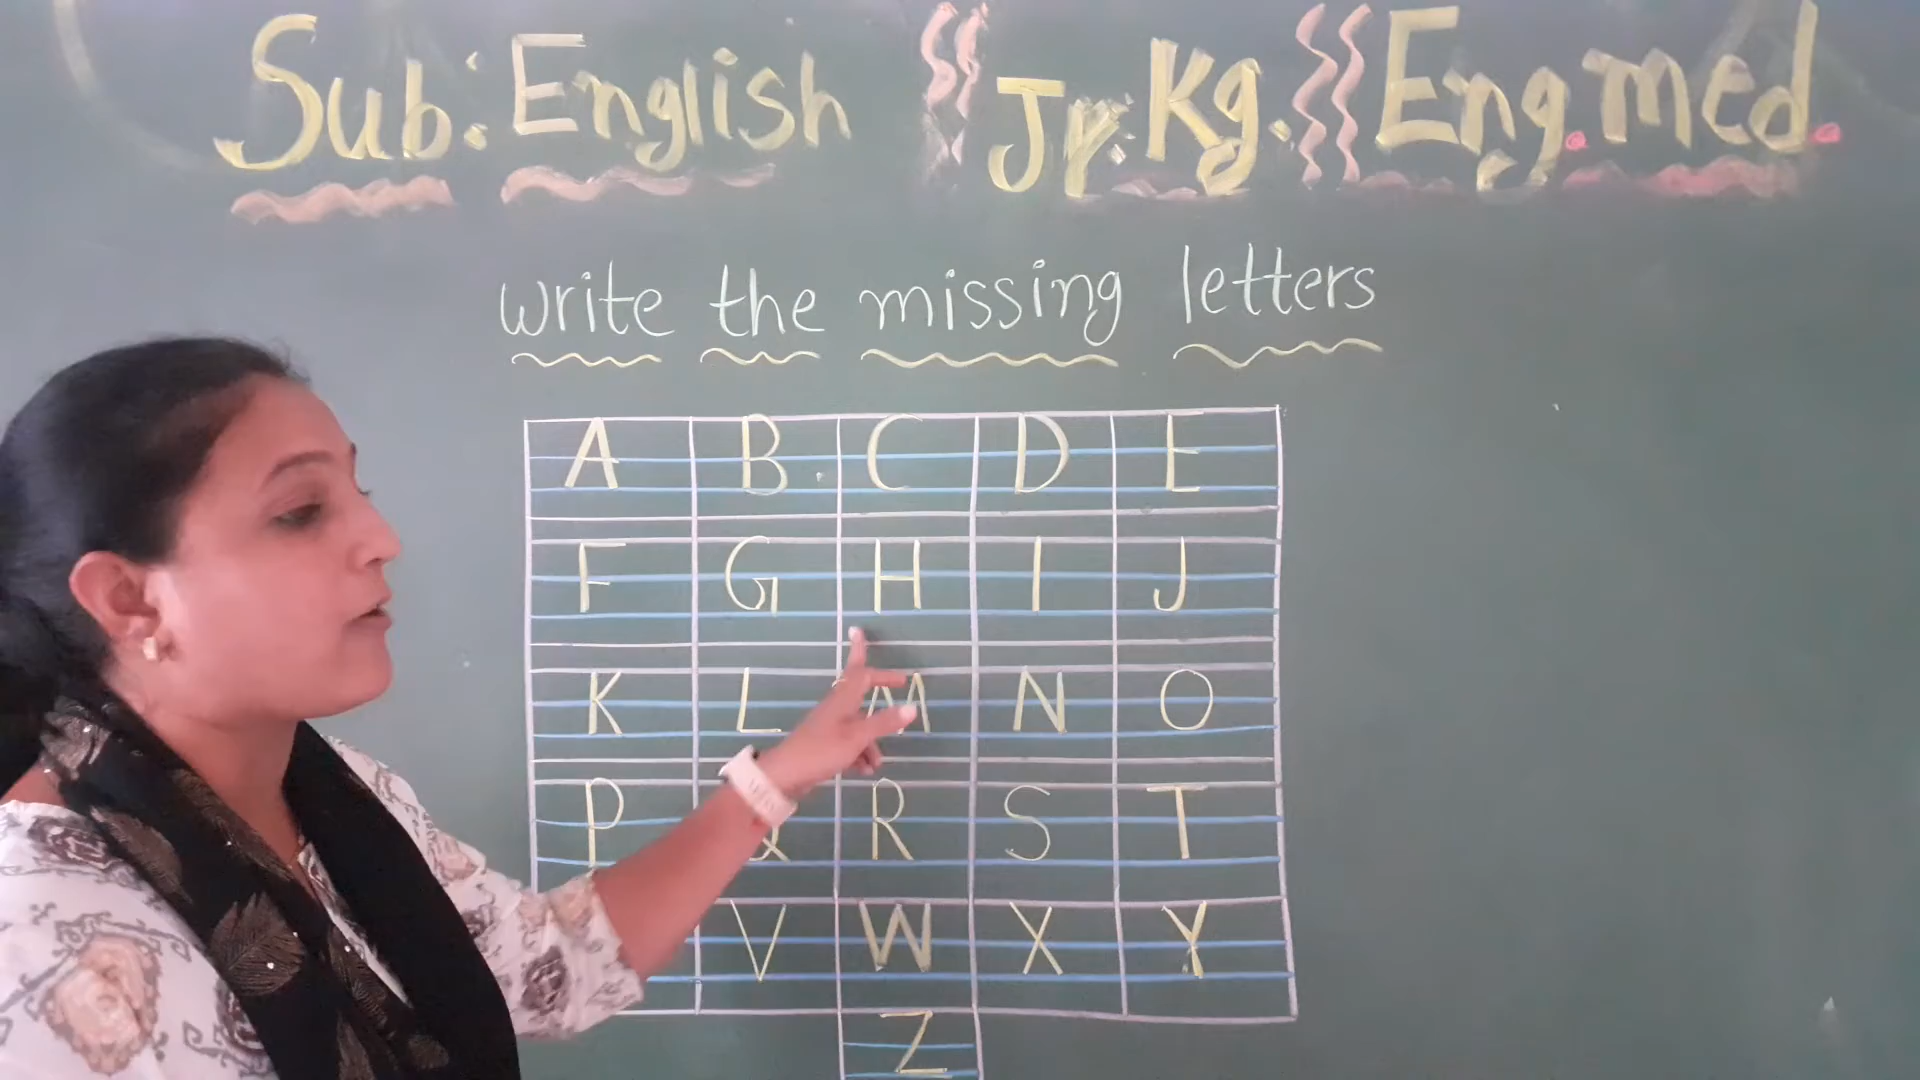 Sub: English Jr. Kg. Eng. med.
write the missing letters
A B C D E
F G H I J
K L M N O
P Q R S T
V W X Y
Z